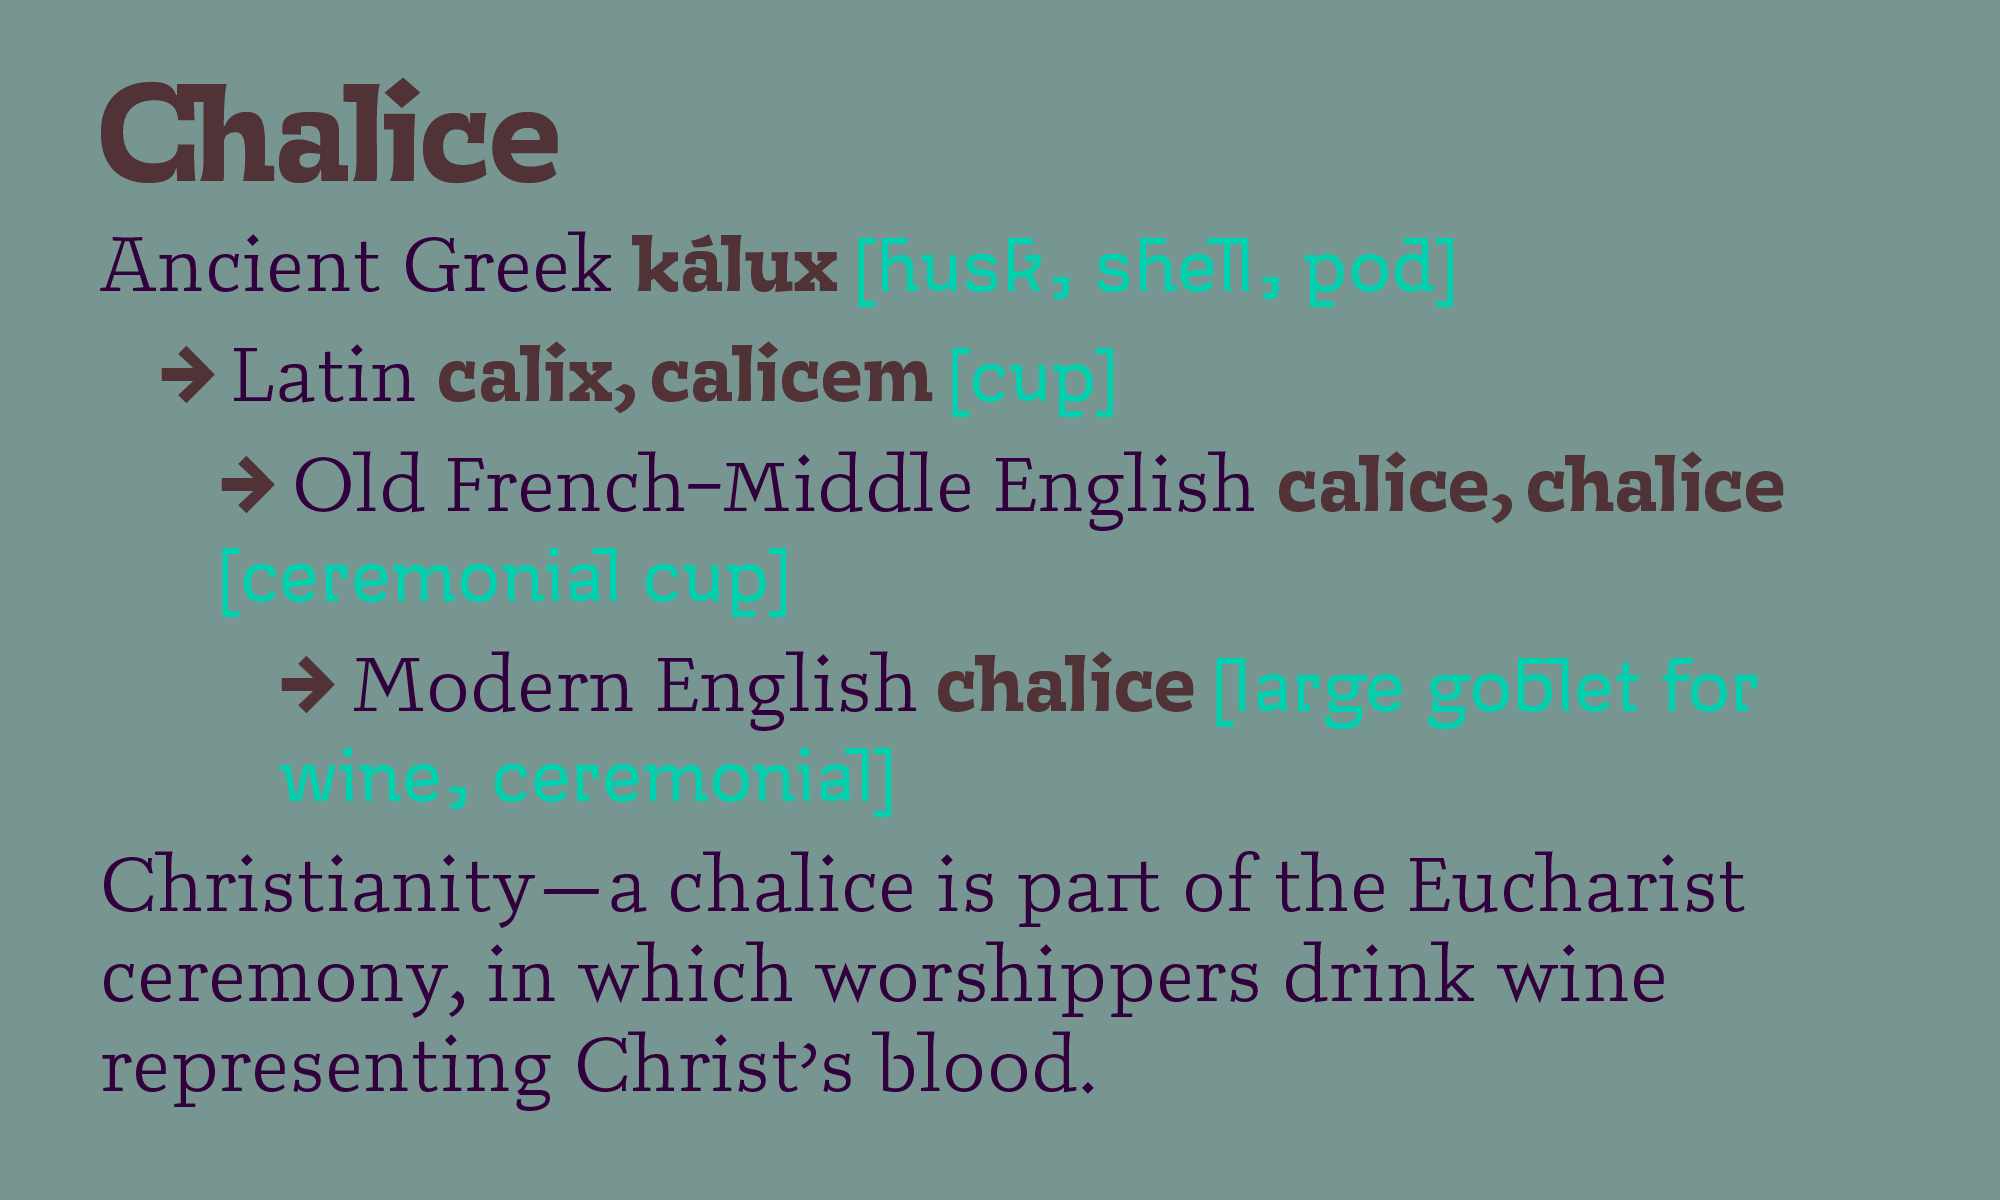 Chalice
Ancient Greek kálux [husk, shell, pod]
→ Latin calix, calicem [cup]
→ Old French–Middle English calice, chalice
[ceremonial cup]
→ Modern English chalice [large goblet for
wine, ceremonial]
Christianity—a chalice is part of the Eucharist
ceremony, in which worshippers drink wine
representing Christ’s blood.